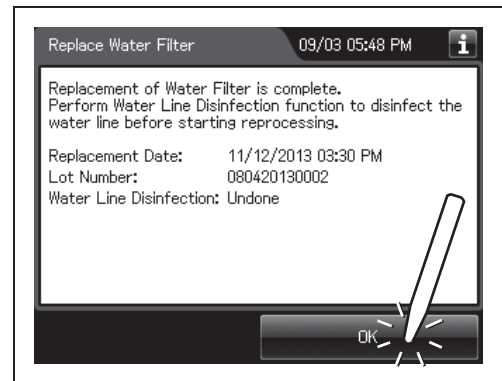 Replace Water Filter 09/03 05:48 PM i
Replacement of Water Filter is complete.
Perform Water Line Disinfection function to disinfect the
water line before starting reprocessing.
Replacement Date: 11/12/2013 03:30 PM
Lot Number: 080420130002
Water Line Disinfection: Undone
OK